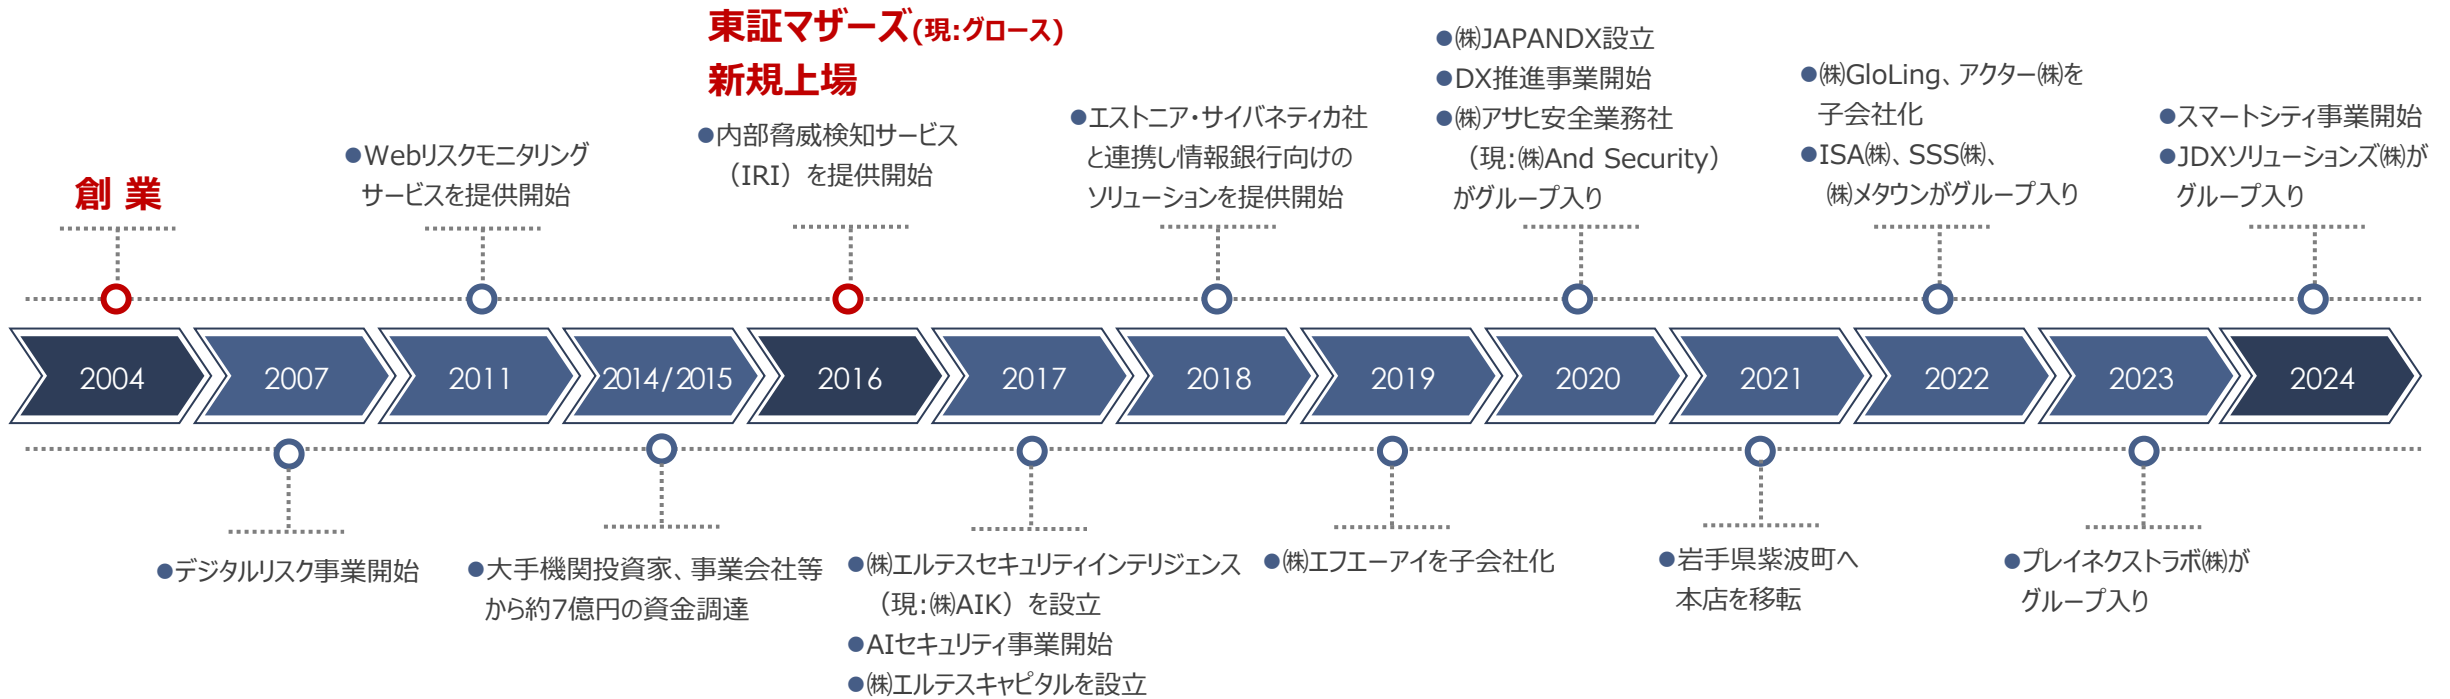 創 業
●Webリスクモニタリング
サービスを提供開始
東証マザーズ(現:グロース)
新規上場
●内部脅威検知サービス
（IRI）を提供開始
●エストニア・サイバネティカ社
と連携し情報銀行向けの
ソリューションを提供開始
●㈱JAPANDX設立
●DX推進事業開始
●㈱アサヒ安全業務社
（現:㈱And Security）
がグループ入り
●㈱GloLing、アクター㈱を
子会社化
●ISA㈱、SSS㈱、
㈱メタウンがグループ入り
●スマートシティ事業開始
●JDXソリューションズ㈱が
グループ入り
2004
2007
2011
2014/2015
2016
2017
2018
2019
2020
2021
2022
2023
2024
●デジタルリスク事業開始
●大手機関投資家、事業会社等
から約7億円の資金調達
●㈱エルテスセキュリティインテリジェンス
（現:㈱AIK）を設立
●AIセキュリティ事業開始
●㈱エルテスキャピタルを設立
●㈱エフエーアイを子会社化
●岩手県紫波町へ
本店を移転
●プレイネクストラボ㈱が
グループ入り